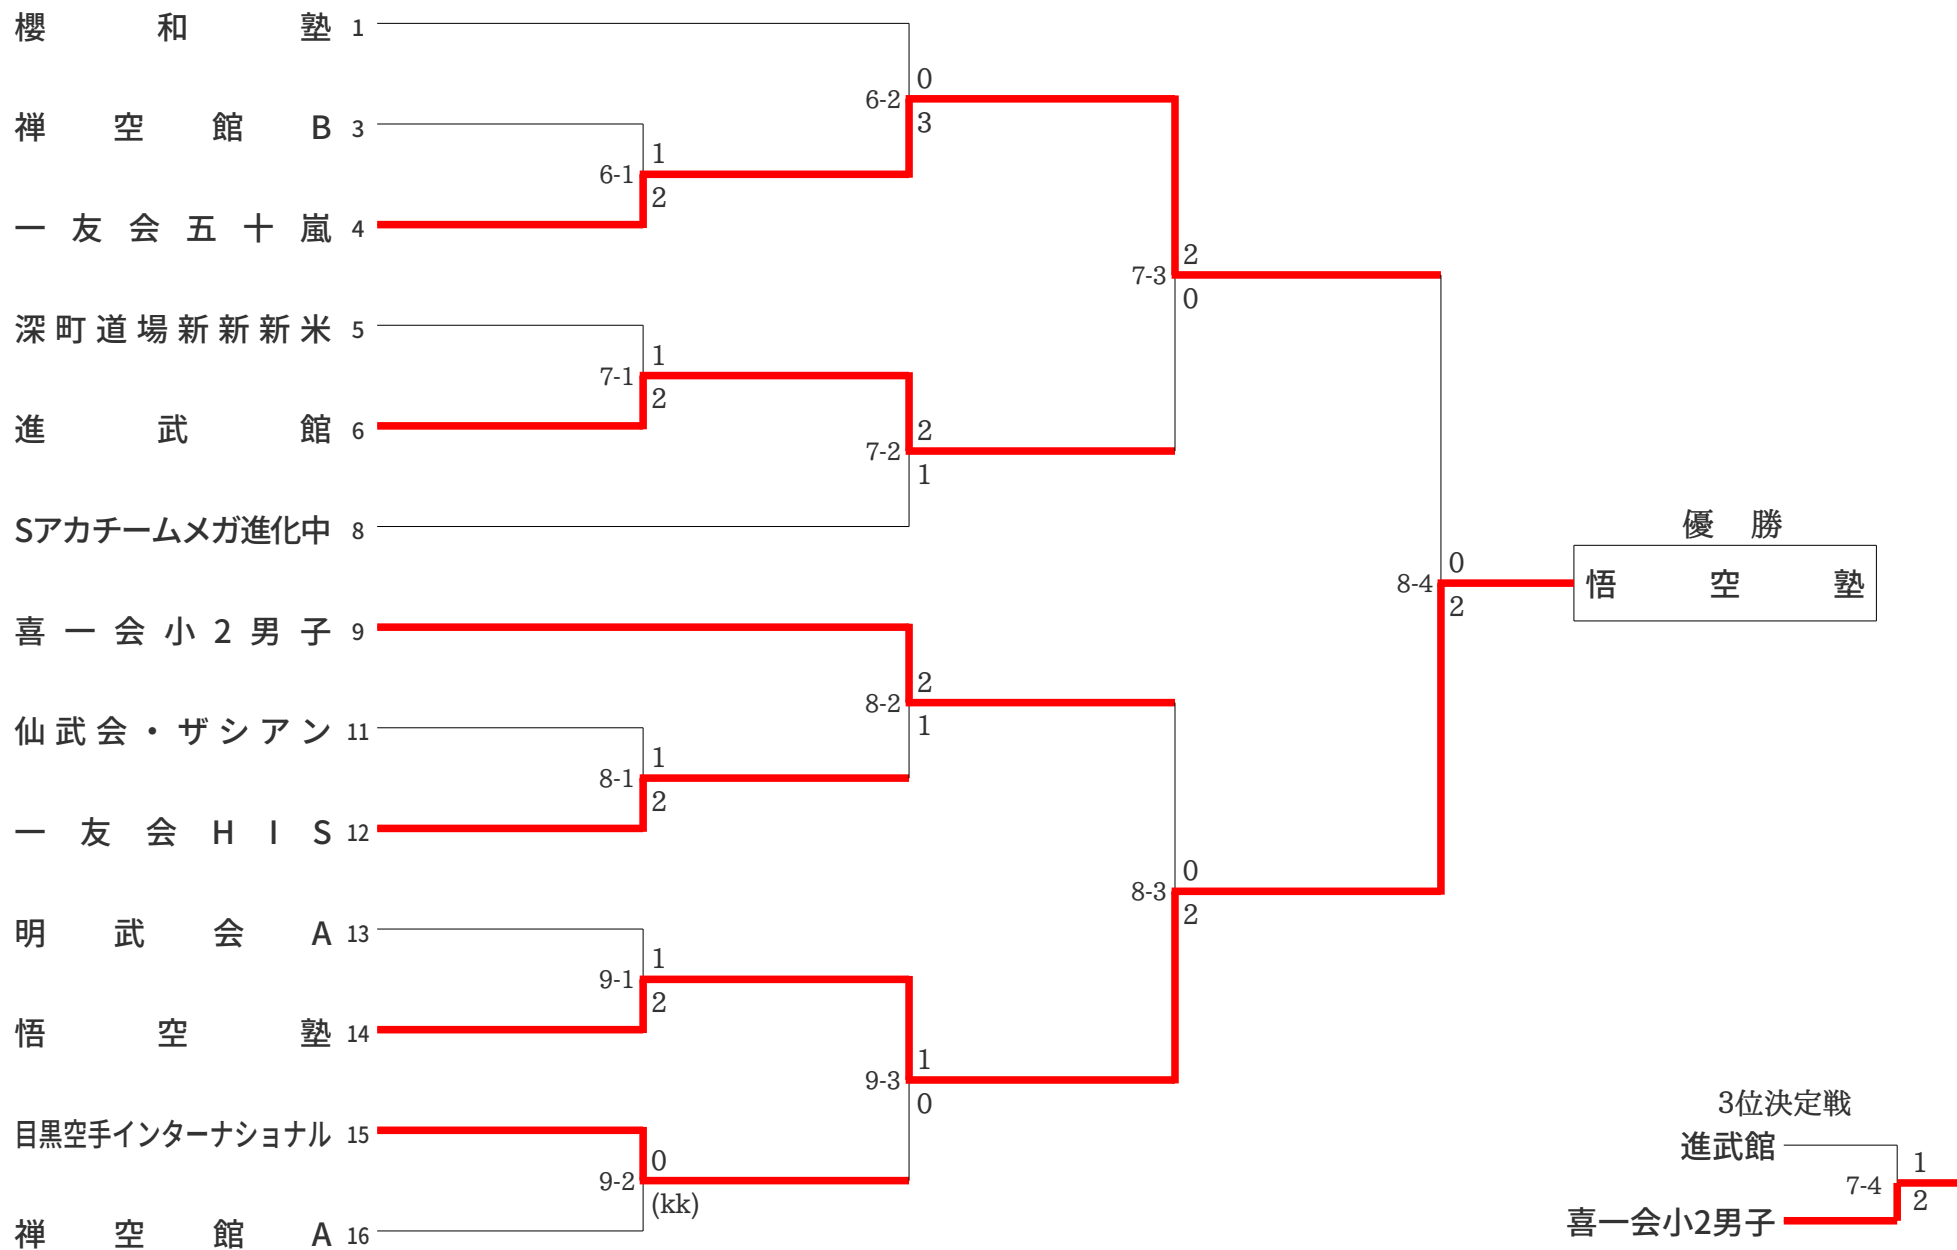 櫻和塾 1
0
6-2
3
禅空館B 3
1
6-1
2
一友会五十嵐 4
2
7-3
0
深町道場新新新米 5
1
7-1
2
進武館 6
2
7-2
1
Sアカチームメガ進化中 8
優勝
0
8-4
2
悟空塾
喜一会小2男子 9
2
8-2
1
仙武会・ザシアン 11
1
8-1
2
一友会HIS 12
0
8-3
2
明武会A 13
1
9-1
2
悟空塾 14
1
9-3
0
目黒空手インターナショナル 15
0
9-2
(kk)
禅空館A 16
3位決定戦
進武館
1
7-4
2
喜一会小2男子